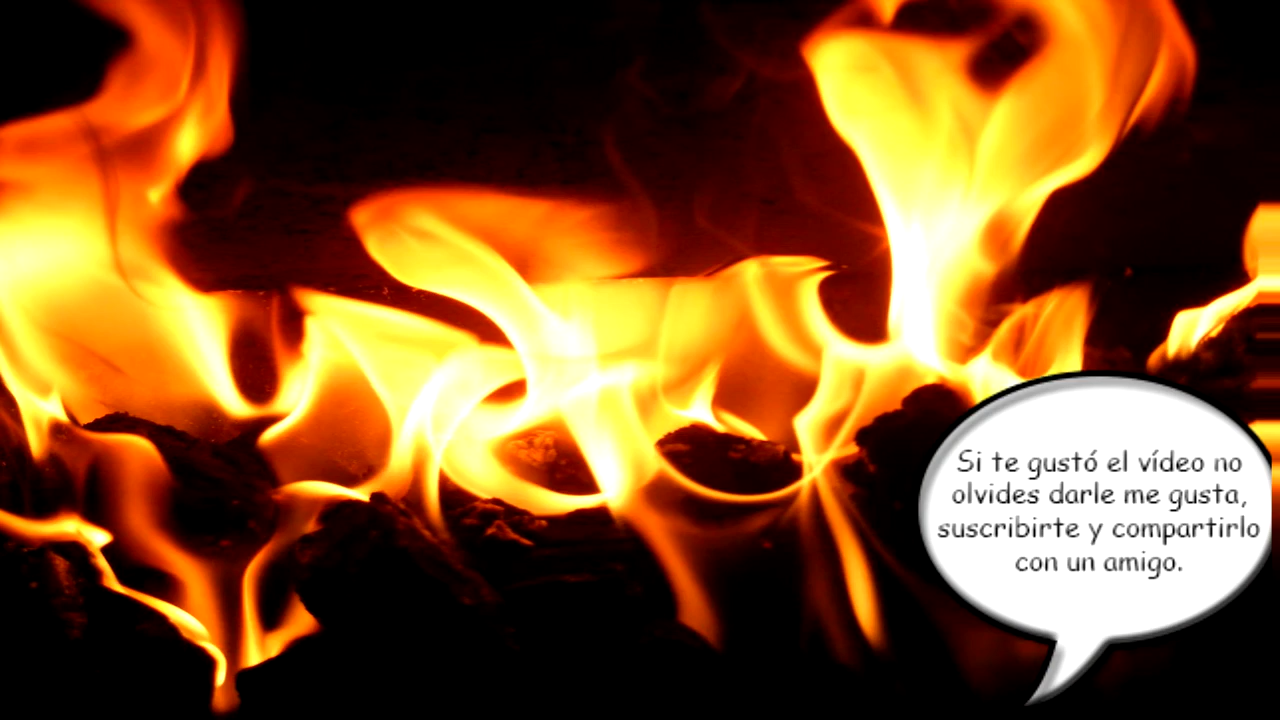 Si te gustó el vídeo no
olvides darle me gusta,
suscribirte y compartirlo
con un amigo.